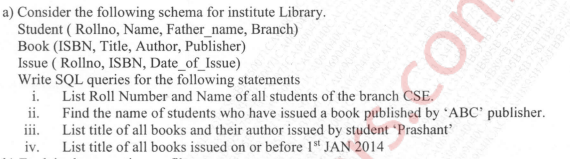 a) Consider the following schema for institute Library.
Student ( Rollno, Name, Father_name, Branch)
Book (ISBN, Title, Author, Publisher)
Issue ( Rollno, ISBN, Date_of_Issue)
Write SQL queries for the following statements
i. List Roll Number and Name of all students of the branch CSE.
ii. Find the name of students who have issued a book published by ‘ABC’ publisher.
iii. List title of all books and their author issued by student ‘Prashant’
iv. List title of all books issued on or before 1st JAN 2014